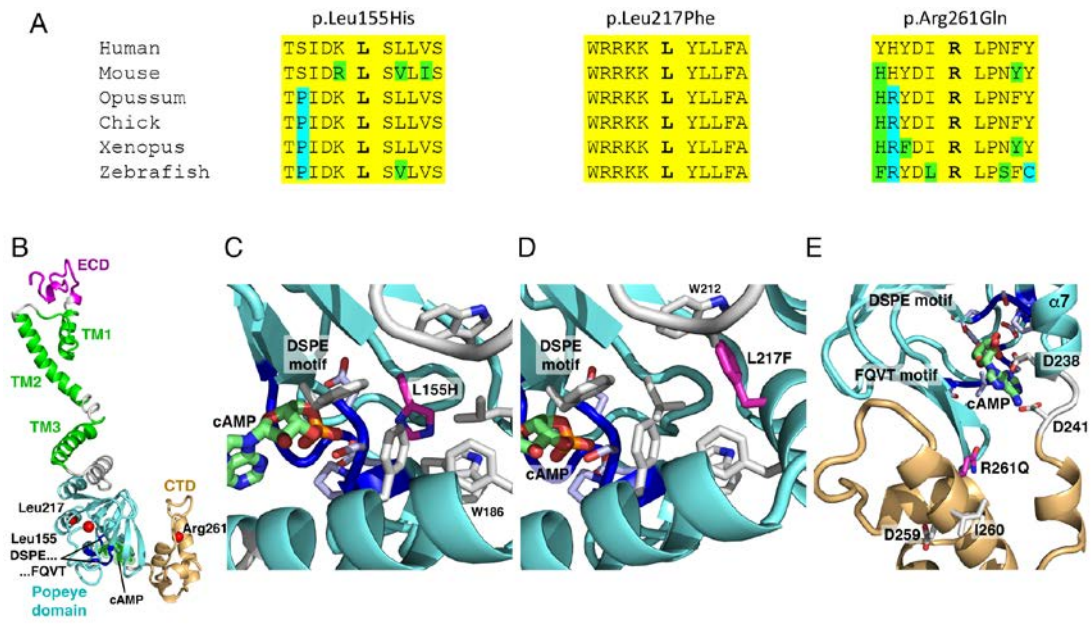 A
p.Leu155His p.Leu217Phe p.Arg261Gln
Human TSIDK L SLLVS WRRKK L YLLFA YHYDI R LPNFY
Mouse TSIDR L SVLIS WRRKK L YLLFA HHYDI R LPNYY
Opussum TPIDK L SLLVS WRRKK L YLLFA HRYDI R LPNFY
Chick TPIDK L SLLVS WRRKK L YLLFA HRYDI R LPNFY
Xenopus TPIDK L SLLVS WRRKK L YLLFA HRFDI R LPNYY
Zebrafish TPIDK L SVLVS WRRKK L YLLFA FRYDL R LPSFC
B
ECD
TM1
TM2
TM3
CTD
Leu217
Arg261
Leu155
DSPE...
...FQVT
cAMP
Popeye
domain
C
DSPE
motif
L155H
cAMP
W186
D
W212
DSPE
motif
L217F
cAMP
E
DSPE motif
α7
FQVT motif
D238
cAMP
D241
R261Q
D259
I260